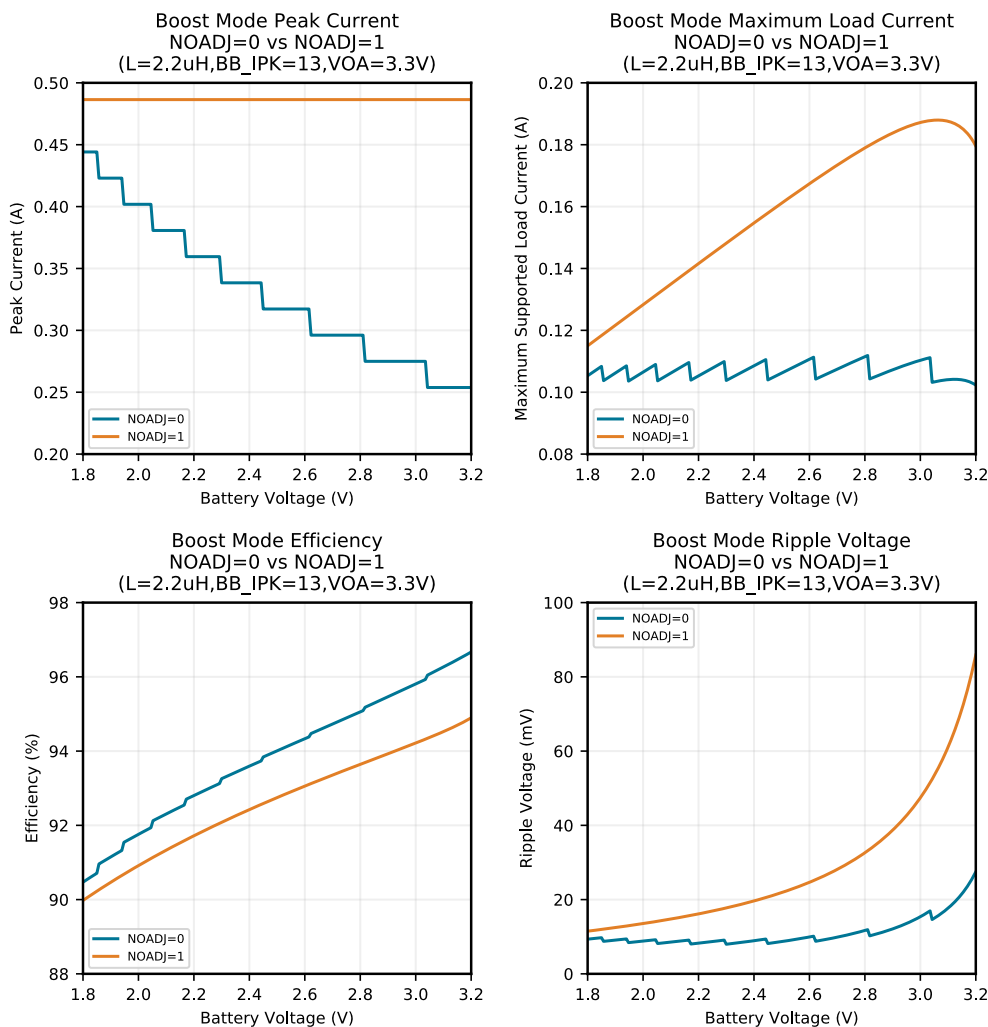 Boost Mode Peak Current
NOADJ=0 vs NOADJ=1
(L=2.2uH,BB_IPK=13,VOA=3.3V)
0.50
0.45
0.40
0.35
0.30
0.25
0.20
Peak Current (A)
NOADJ=0
NOADJ=1
1.8 2.0 2.2 2.4 2.6 2.8 3.0 3.2
Battery Voltage (V)
Boost Mode Maximum Load Current
NOADJ=0 vs NOADJ=1
(L=2.2uH,BB_IPK=13,VOA=3.3V)
0.20
0.18
0.16
0.14
0.12
0.10
0.08
Maximum Supported Load Current (A)
NOADJ=0
NOADJ=1
1.8 2.0 2.2 2.4 2.6 2.8 3.0 3.2
Battery Voltage (V)
Boost Mode Efficiency
NOADJ=0 vs NOADJ=1
(L=2.2uH,BB_IPK=13,VOA=3.3V)
98
96
94
92
90
88
Efficiency (%)
NOADJ=0
NOADJ=1
1.8 2.0 2.2 2.4 2.6 2.8 3.0 3.2
Battery Voltage (V)
Boost Mode Ripple Voltage
NOADJ=0 vs NOADJ=1
(L=2.2uH,BB_IPK=13,VOA=3.3V)
100
80
60
40
20
0
Ripple Voltage (mV)
NOADJ=0
NOADJ=1
1.8 2.0 2.2 2.4 2.6 2.8 3.0 3.2
Battery Voltage (V)